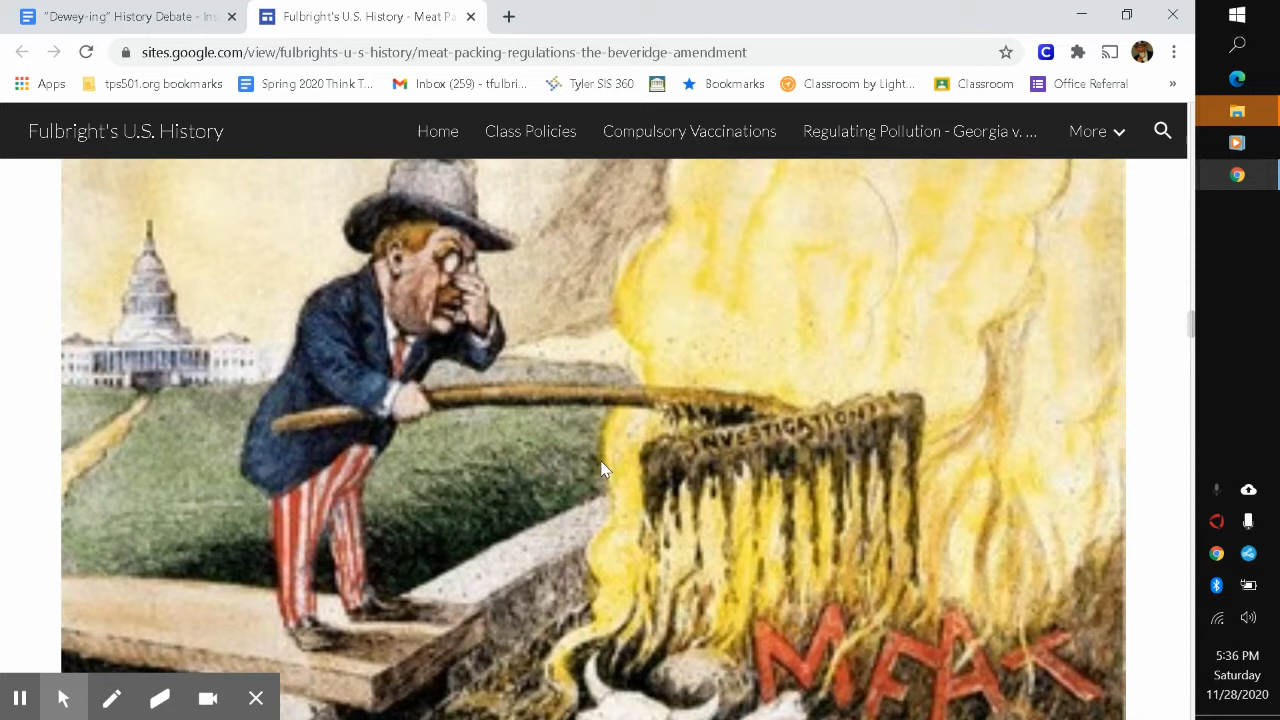 "Dewey-ing" History Debate - Ins
Fulbright's U.S. History - Meat Pa
sites.google.com/view/fulbrights-u-s-history/meat-packing-regulations-the-beveridge-amendment
Apps
tps501.org bookmarks
Spring 2020 Think T...
Inbox (259) - tfulbri...
Tyler SIS 360
Bookmarks
Classroom by Light...
Classroom
Office Referral
»
Fulbright's U.S. History
Home
Class Policies
Compulsory Vaccinations
Regulating Pollution - Georgia v. ...
More
INVESTIGATION
MEAT
5:36 PM
Saturday
11/28/2020